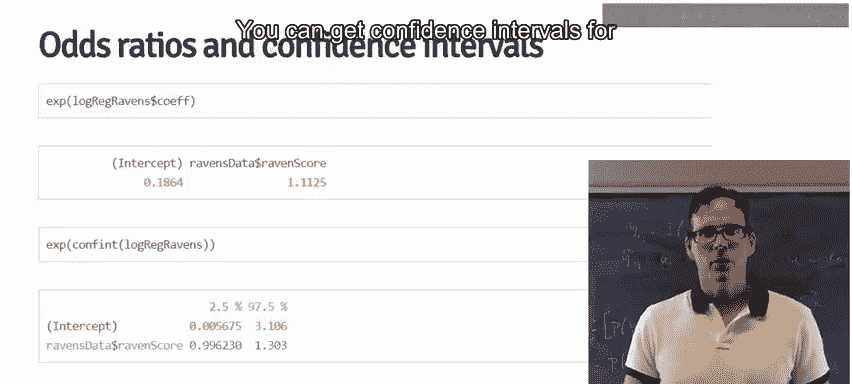 You can get confidence intervals for
Odds ratios and confidence intervals
exp(logRegRavens$coeff)
(Intercept) ravensData$ravenScore
0.1864 1.1125
exp(confint(logRegRavens))
2.5 % 97.5 %
(Intercept) 0.005675 3.106
ravensData$ravenScore 0.996230 1.303